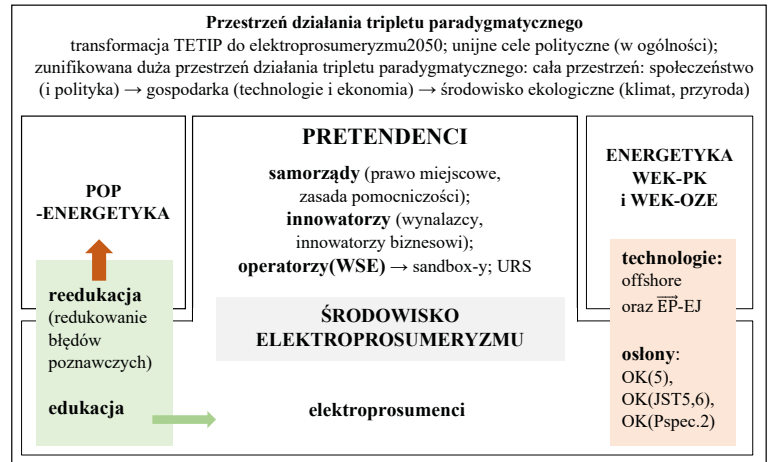 Przestrzeń działania tripletu paradygmatycznego
transformacja TETIP do elektroprosumeryzmu2050; unijne cele polityczne (w ogólności);
zunifikowana duża przestrzeń działania tripletu paradygmatycznego: cała przestrzeń: społeczeństwo
(i polityka) → gospodarka (technologie i ekonomia) → środowisko ekologiczne (klimat, przyroda)
POP
-ENERGETYKA
reedukacja
(redukowanie
błędów
poznawczych)
edukacja
PRETENDENCI
samorządy (prawo miejscowe,
zasada pomocniczości);
innowatorzy (wynalazcy,
innowatorzy biznesowi);
operatorzy(WSE) → sandbox-y; URS
ŚRODOWISKO
ELEKTROPROSUMERYZMU
elektroprosumenci
ENERGETYKA
WEK-PK
i WEK-OZE
technologie:
offshore
oraz E͞P⃗-EJ
osłony:
OK(5),
OK(JST5,6),
OK(Pspec.2)